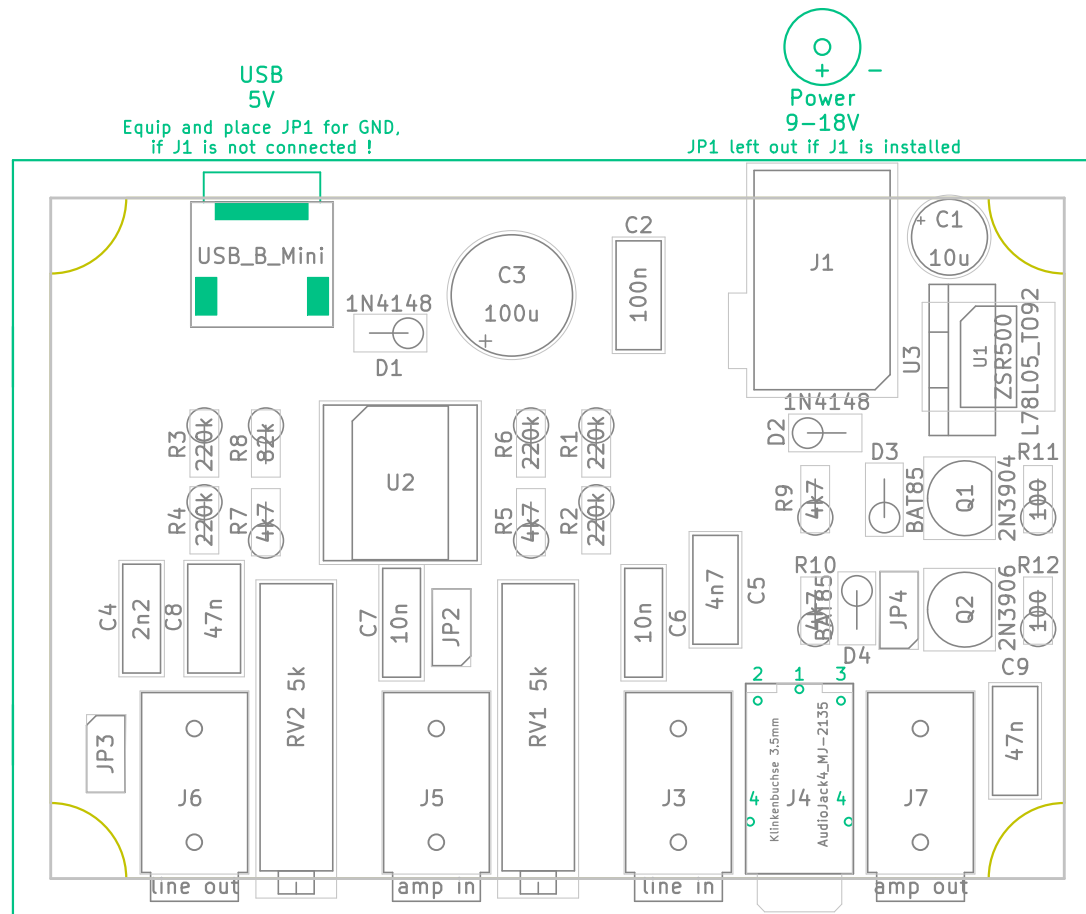 USB
5V
Equip and place JP1 for GND,
if J1 is not connected !
+ -
Power
9-18V
JP1 left out if J1 is installed
USB_B_Mini
1N4148
D1
C3
100u
+
C2
100n
J1
+ C1
10u
U3
U1
ZSR500
L78L05_TO92
1N4148
D2
R3
220k
R8
82k
R6
220k
R1
220k
U2
R4
220k
R7
4k7
R5
4k7
R2
220k
R9
4k7
D3
BAT85
Q1
2N3904
R11
100
R10
4k7
BAT85
D4
JP4
Q2
2N3906
R12
100
C4
2n2
C8
47n
C7
10n
JP2
10n
C6
4n7
C5
C9
47n
JP3
RV2 5k
RV1 5k
2 1 3
Klinkenbuchse 3.5mm
AudioJack4_MJ-2135
4 4
J6
J5
J3
J4
J7
line out
amp in
line in
amp out